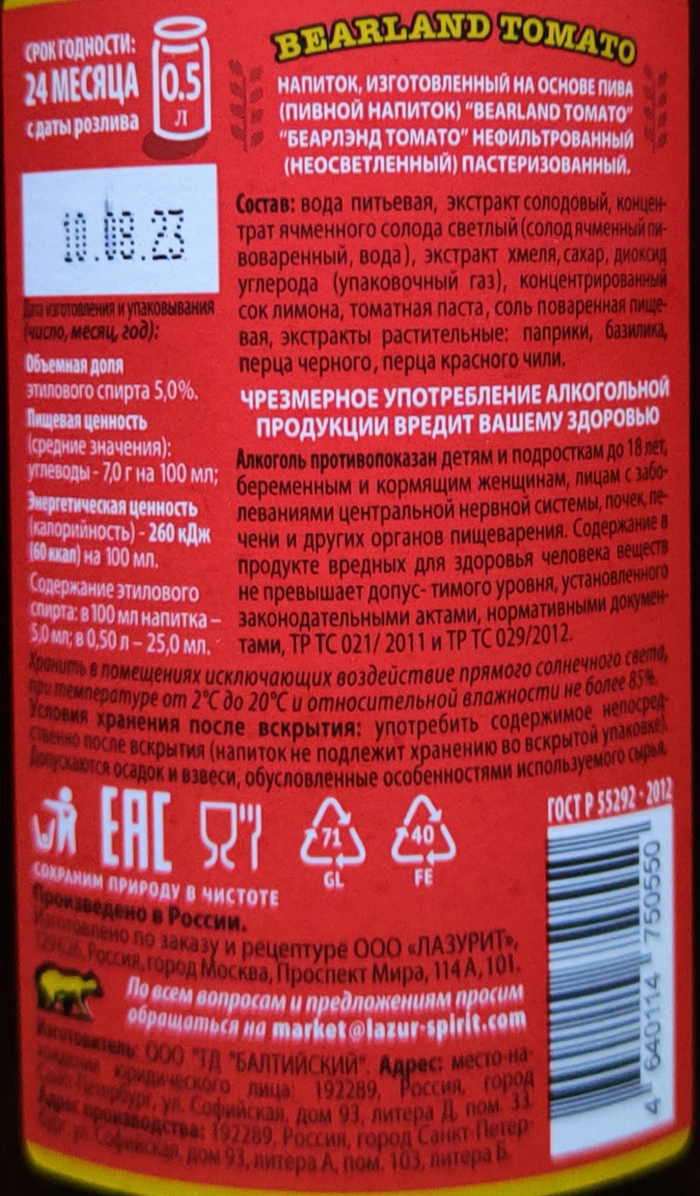 СРОК ГОДНОСТИ:
24 МЕСЯЦА
с даты розлива
0.5
Л
10.08.23
Дата изготовления и упаковывания
(число, месяц, год):
Объемная доля
этилового спирта 5,0%.
Пищевая ценность
(средние значения):
углеводы - 7,0 г на 100 мл;
Энергетическая ценность
(калорийность) - 260 кДж
(60 ккал) на 100 мл.
Содержание этилового
спирта: в 100 мл напитка –
5,0 мл; в 0,50 л – 25,0 мл.
BEARLAND TOMATO
НАПИТОК, ИЗГОТОВЛЕННЫЙ НА ОСНОВЕ ПИВА
(ПИВНОЙ НАПИТОК) "BEARLAND TOMATO"
"БЕАРЛЭНД ТОМАТО" НЕФИЛЬТРОВАННЫЙ
(НЕОСВЕТЛЕННЫЙ) ПАСТЕРИЗОВАННЫЙ.
Состав: вода питьевая, экстракт солодовый, концен-
трат ячменного солода светлый (солод ячменный пи-
воваренный, вода), экстракт хмеля, сахар, диоксид
углерода (упаковочный газ), концентрированный
сок лимона, томатная паста, соль поваренная пище-
вая, экстракты растительные: паприки, базилика,
перца черного, перца красного чили.
ЧРЕЗМЕРНОЕ УПОТРЕБЛЕНИЕ АЛКОГОЛЬНОЙ
ПРОДУКЦИИ ВРЕДИТ ВАШЕМУ ЗДОРОВЬЮ
Алкоголь противопоказан детям и подросткам до 18 лет,
беременным и кормящим женщинам, лицам с забо-
леваниями центральной нервной системы, почек, пе-
чени и других органов пищеварения. Содержание в
продукте вредных для здоровья человека веществ
не превышает допус- тимого уровня, установленного
законодательными актами, нормативными докумен-
тами, ТР ТС 021/ 2011 и ТР ТС 029/2012.
Хранить в помещениях исключающих воздействие прямого солнечного света,
при температуре от 2°С до 20°С и относительной влажности не более 85%.
Условия хранения после вскрытия: употребить содержимое непосред-
ственно после вскрытия (напиток не подлежит хранению во вскрытой упаковке).
Допускаются осадок и взвеси, обусловленные особенностями используемого сырья.
EAC
71
GL
40
FE
ГОСТ Р 55292 - 2012
СОХРАНИМ ПРИРОДУ В ЧИСТОТЕ
Произведено в России.
Изготовлено по заказу и рецептуре ООО «ЛАЗУРИТ»,
129626, Россия, город Москва, Проспект Мира, 114А, 101.
По всем вопросам и предложениям просим
обращаться на market@lazur-spirit.com
Изготовитель: ООО "ТД "БАЛТИЙСКИЙ". Адрес: место-на-
хождения юридического лица: 192289, Россия, город
Санкт-Петербург, ул. Софийская, дом 93, литера Д, пом. 33.
Адрес производства: 192289, Россия, город Санкт-Петер-
бург, ул. Софийская, дом 93, литера А, пом. 103, литера Б.
4 640114 750550